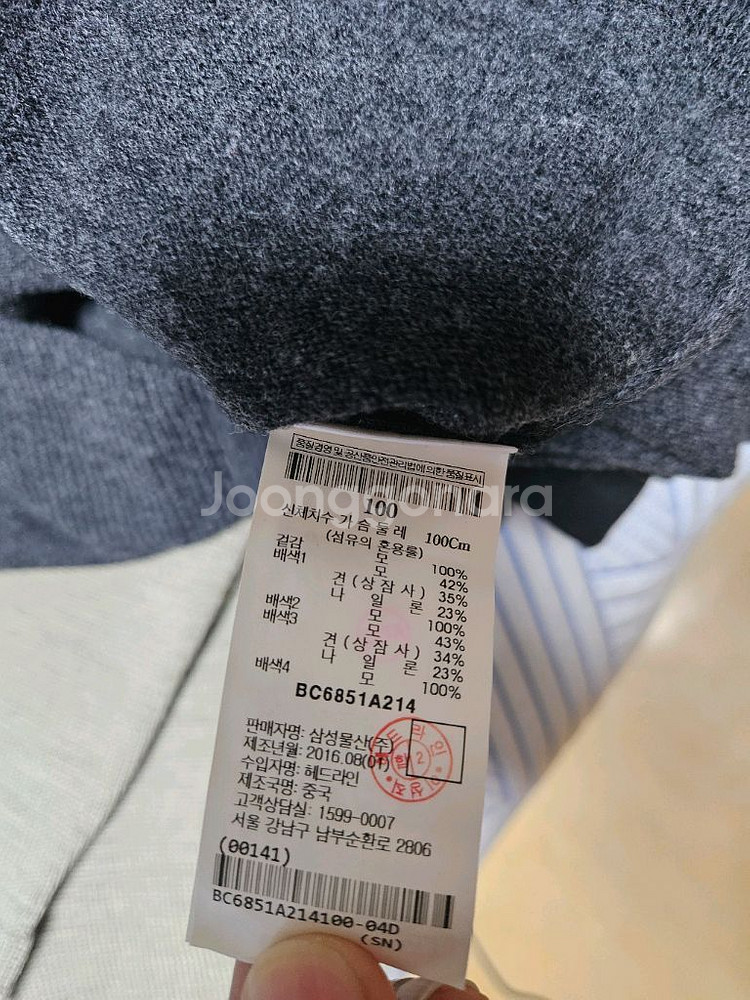 품질경영 및 공산품안전관리법에 의한 품질표시
Joonggonara
100
신체치수 가슴둘레 100Cm
(섬유의 혼용률)
겉감 모 100%
배색1 모 42%
견(상잠사) 35%
나일론 23%
배색2 모 100%
배색3 모 43%
견(상잠사) 34%
나일론 23%
배색4 모 100%
BC6851A214
판매자명: 삼성물산(주)
제조년월: 2016.08(01)
수입자명: 헤드라인
제조국명: 중국
고객상담실: 1599-0007
서울 강남구 남부순환로 2806
(00141)
BC6851A214100-04D
(SN)